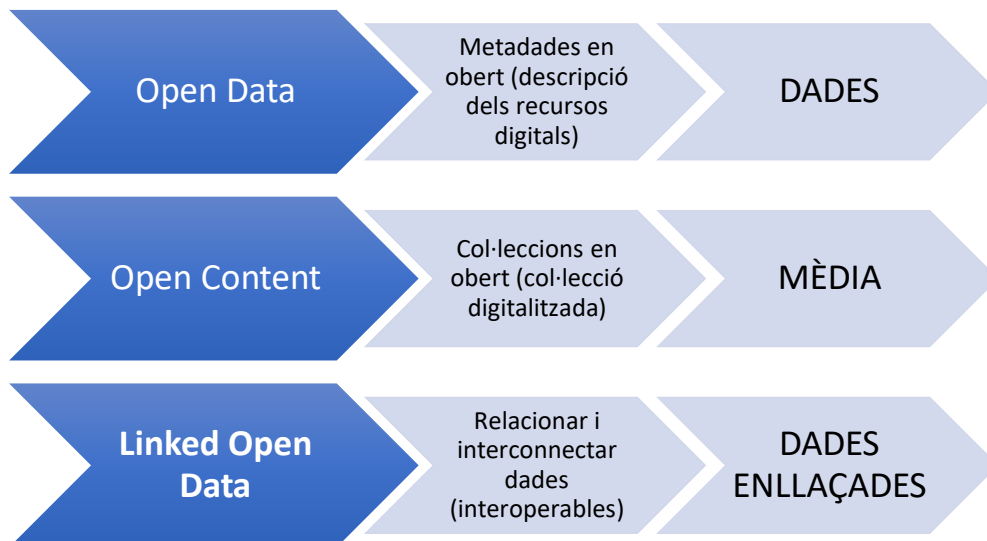 Open Data
Metadades en
obert (descripció
dels recursos
digitals)
DADES
Open Content
Col·leccions en
obert (col·lecció
digitalitzada)
MÈDIA
Linked Open
Data
Relacionar i
interconnectar
dades
(interoperables)
DADES
ENLLAÇADES